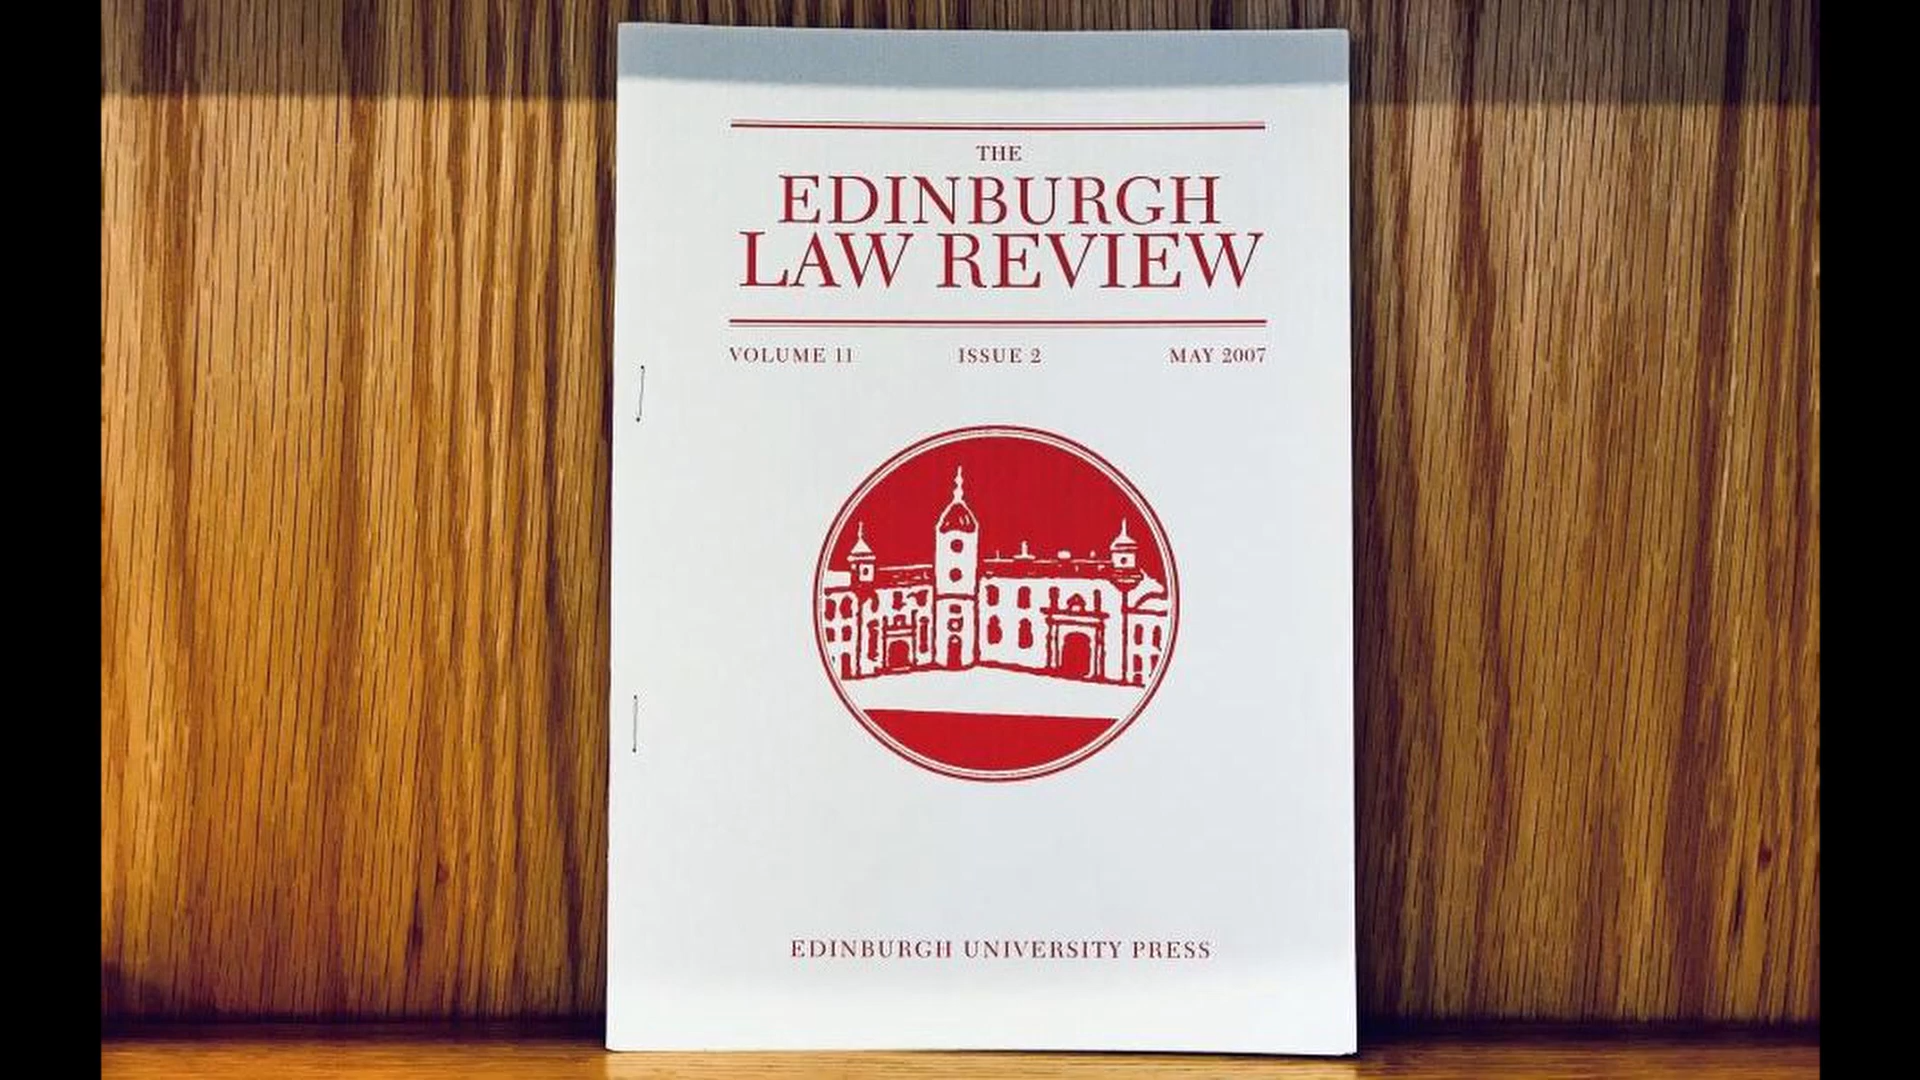 THE
EDINBURGH
LAW REVIEW
VOLUME 11 ISSUE 2 MAY 2007
EDINBURGH UNIVERSITY PRESS